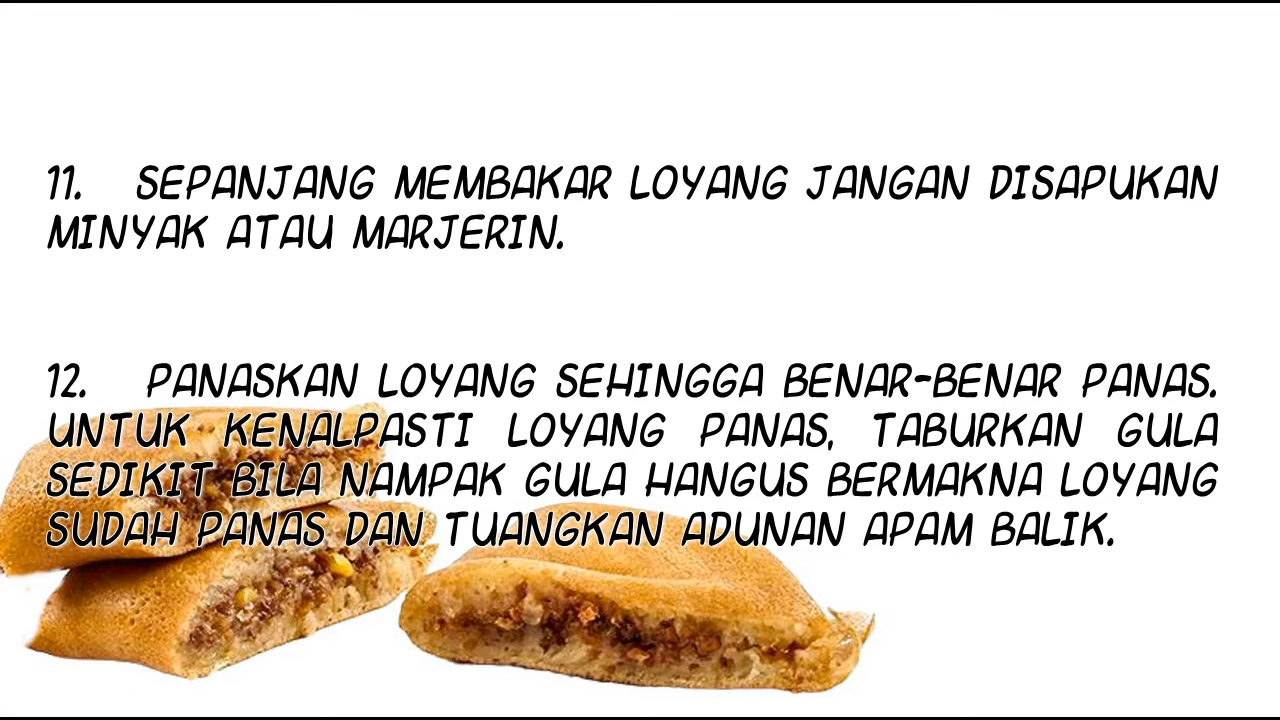 11. SEPANJANG MEMBAKAR LOYANG JANGAN DISAPUKAN
MINYAK ATAU MARJERIN.
12. PANASKAN LOYANG SEHINGGA BENAR-BENAR PANAS.
UNTUK KENALPASTI LOYANG PANAS, TABURKAN GULA
SEDIKIT BILA NAMPAK GULA HANGUS BERMAKNA LOYANG
SUDAH PANAS DAN TUANGKAN ADUNAN APAM BALIK.